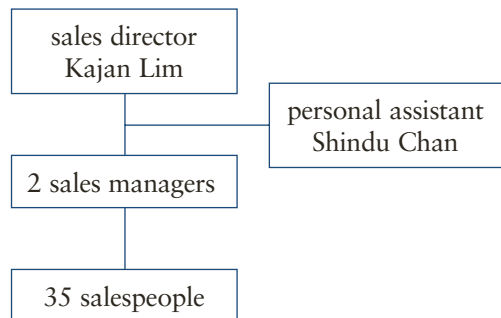 sales director
Kajan Lim
personal assistant
Shindu Chan
2 sales managers
35 salespeople